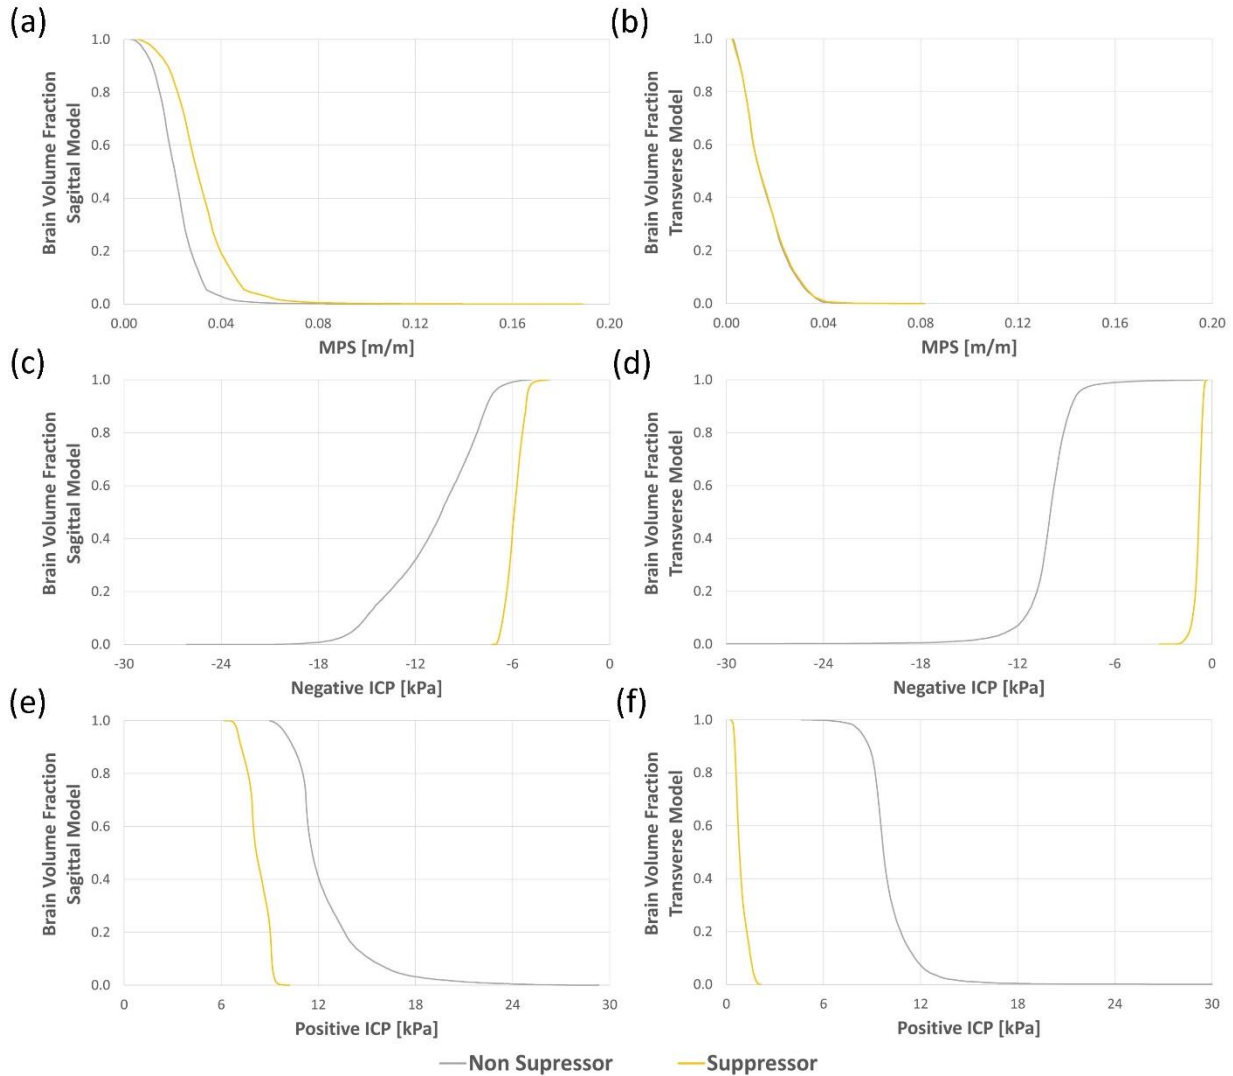 (a)
Brain Volume Fraction
Sagittal Model
1.0
0.8
0.6
0.4
0.2
0.0
0.00 0.04 0.08 0.12 0.16 0.20
MPS [m/m]
(b)
Brain Volume Fraction
Transverse Model
1.0
0.8
0.6
0.4
0.2
0.0
0.00 0.04 0.08 0.12 0.16 0.20
MPS [m/m]
(c)
Brain Volume Fraction
Sagittal Model
1.0
0.8
0.6
0.4
0.2
0.0
-30 -24 -18 -12 -6 0
Negative ICP [kPa]
(d)
Brain Volume Fraction
Transverse Model
1.0
0.8
0.6
0.4
0.2
0.0
-30 -24 -18 -12 -6 0
Negative ICP [kPa]
(e)
Brain Volume Fraction
Sagittal Model
1.0
0.8
0.6
0.4
0.2
0.0
0 6 12 18 24 30
Positive ICP [kPa]
(f)
Brain Volume Fraction
Transverse Model
1.0
0.8
0.6
0.4
0.2
0.0
0 6 12 18 24 30
Positive ICP [kPa]
Non Supressor Suppressor